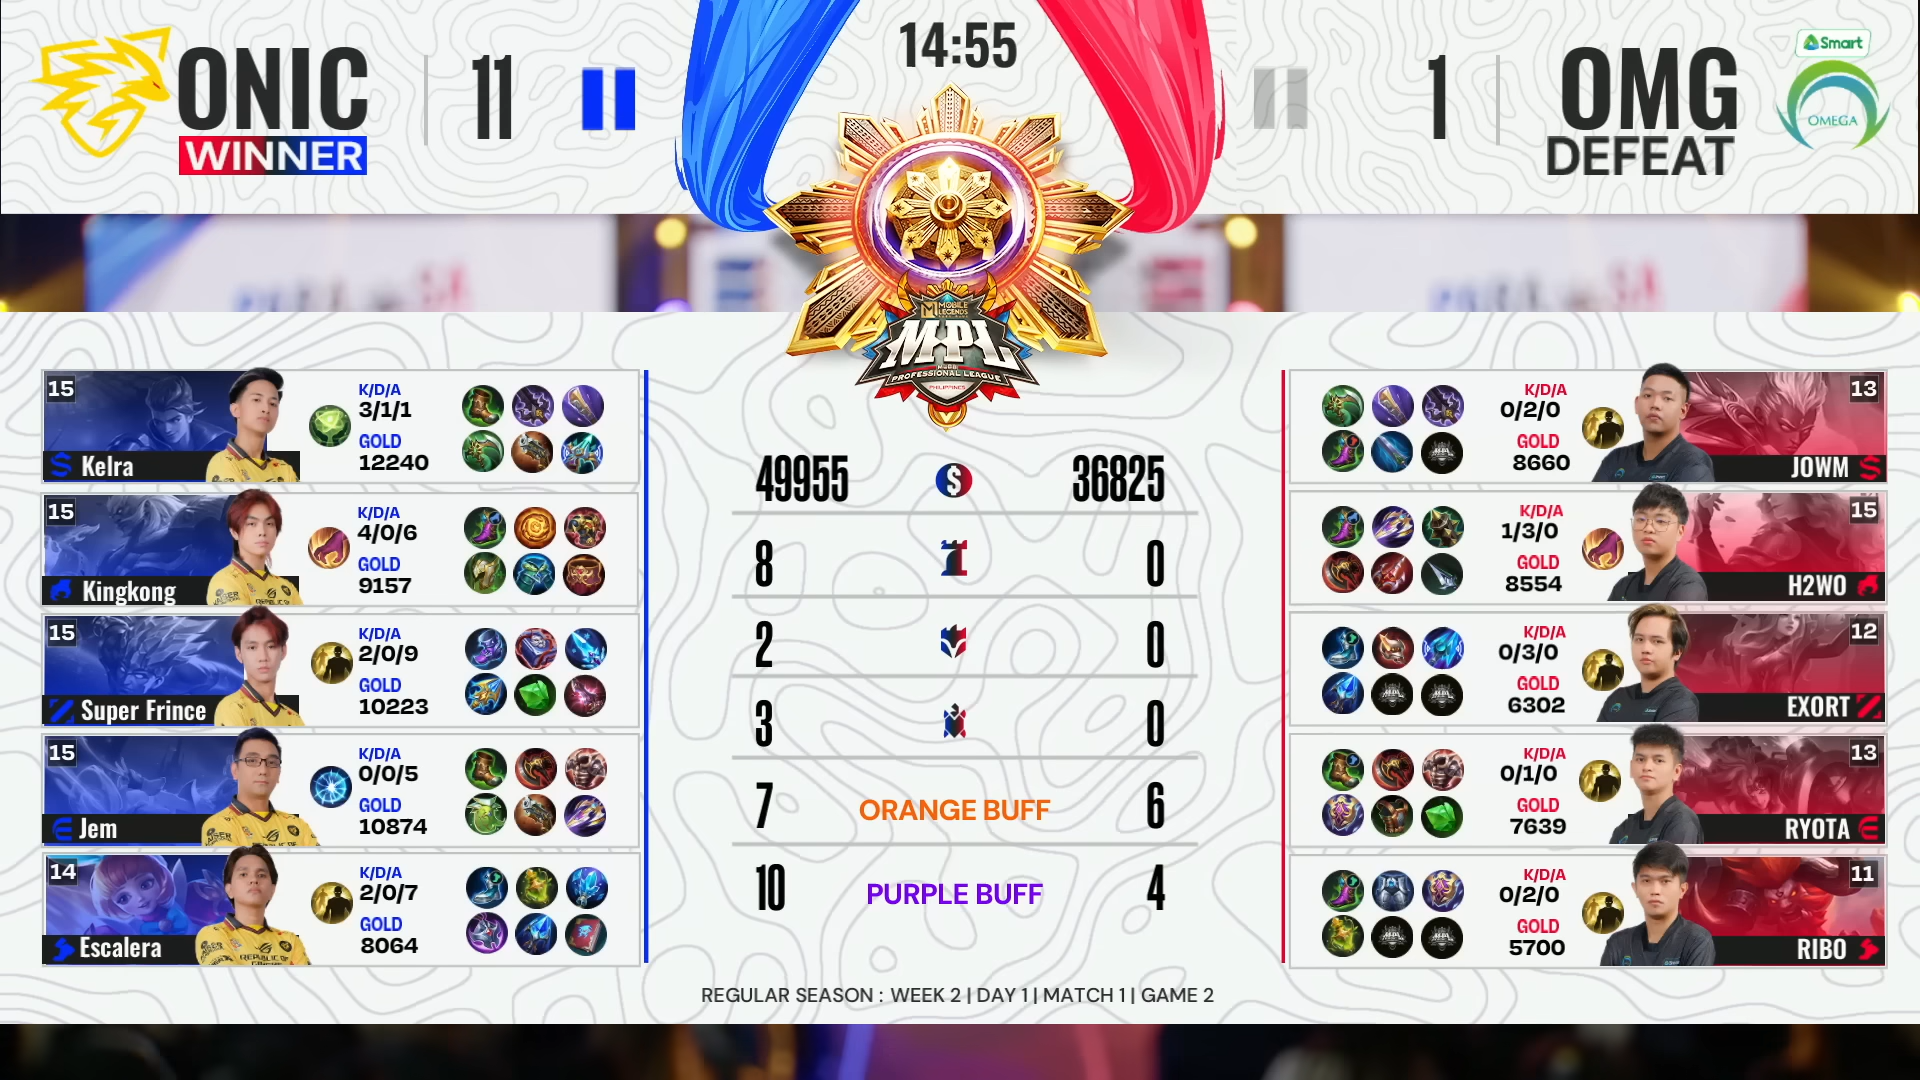 ONIC
WINNER
11
14:55
1
OMG
DEFEAT
Smart
OMEGA
MOBILE
LEGENDS
MPL
PROFESSIONAL LEAGUE
PHILIPPINES
15
K/D/A
3/1/1
GOLD
12240
Kelra
15
K/D/A
4/0/6
GOLD
9157
Kingkong
15
K/D/A
2/0/9
GOLD
10223
Super Frince
15
K/D/A
0/0/5
GOLD
10874
Jem
14
K/D/A
2/0/7
GOLD
8064
Escalera
49955 $ 36825
8 0
2 0
3 0
7 ORANGE BUFF 6
10 PURPLE BUFF 4
K/D/A
0/2/0
GOLD
8660
13
JOWM
K/D/A
1/3/0
GOLD
8554
15
H2WO
K/D/A
0/3/0
GOLD
6302
12
EXORT
K/D/A
0/1/0
GOLD
7639
13
RYOTA
K/D/A
0/2/0
GOLD
5700
11
RIBO
REGULAR SEASON : WEEK 2 | DAY 1 | MATCH 1 | GAME 2